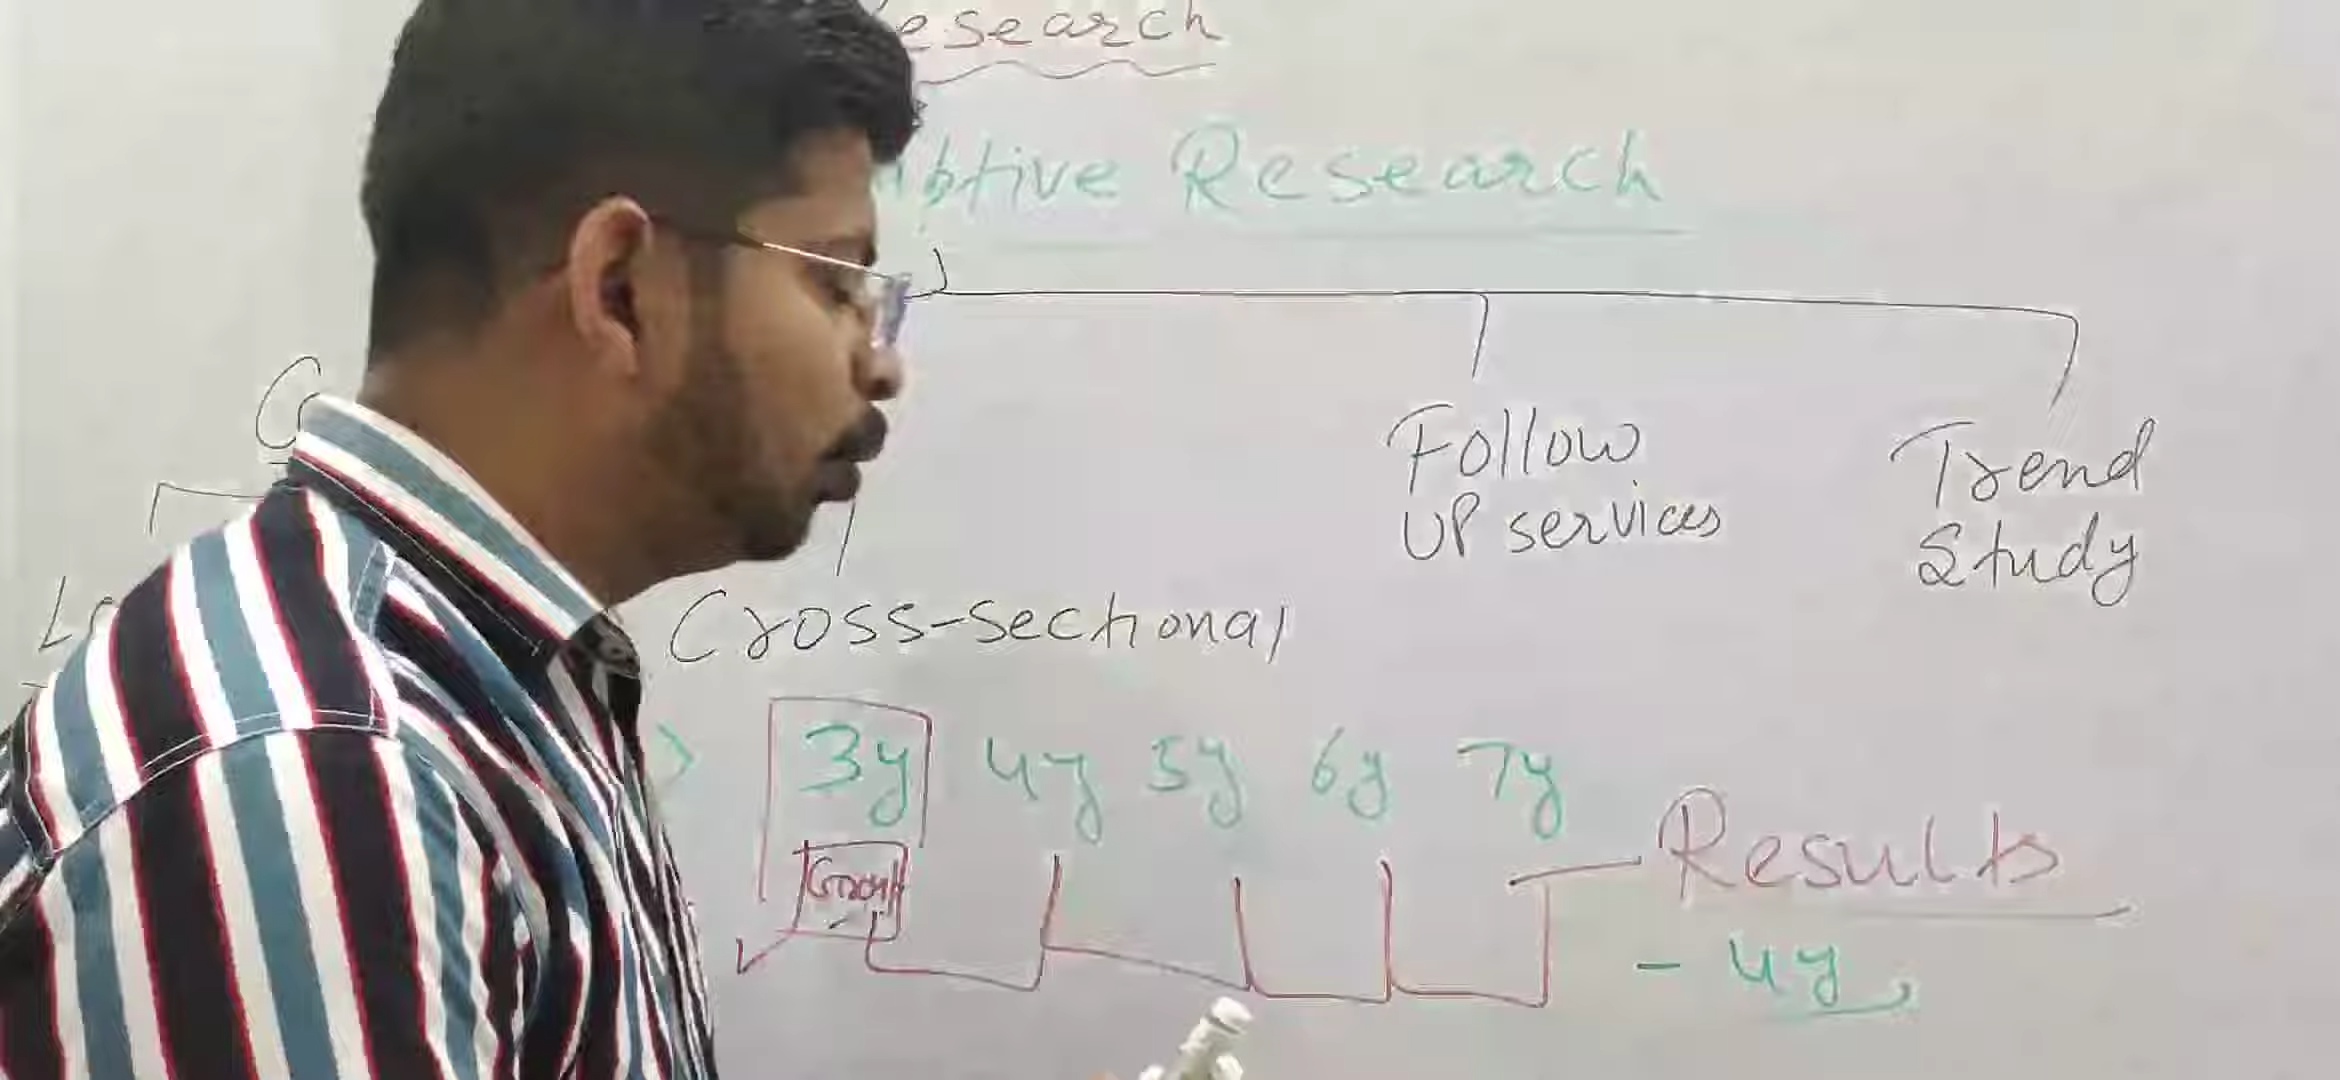 esearch
ptive Research
Follow
UP services
Trend
Study
Cross-sectional
3y 4y 5y 6y 7y
Results
- 4y